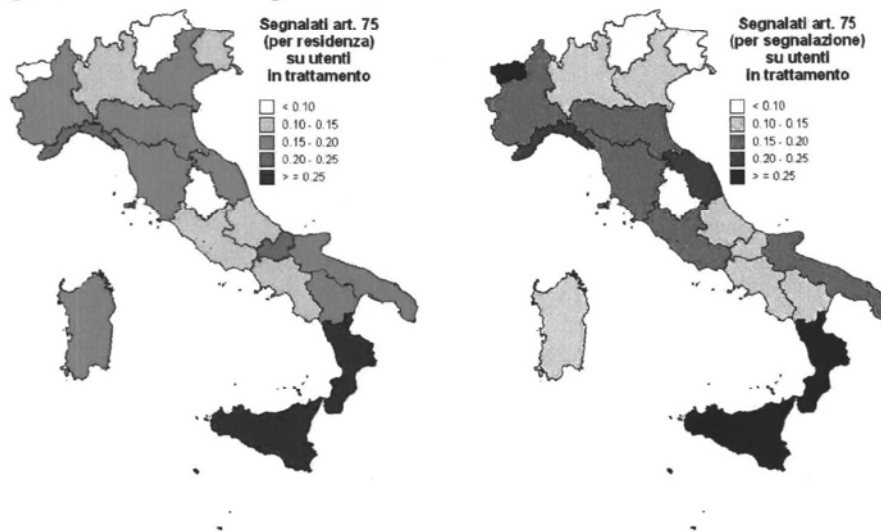 Segnalati art. 75
(per residenza)
su utenti
in trattamento
< 0.10
0.10 - 0.15
0.15 - 0.20
0.20 - 0.25
> = 0.25
Segnalati art. 75
(per segnalazione)
su utenti
in trattamento
< 0.10
0.10 - 0.15
0.15 - 0.20
0.20 - 0.25
> = 0.25